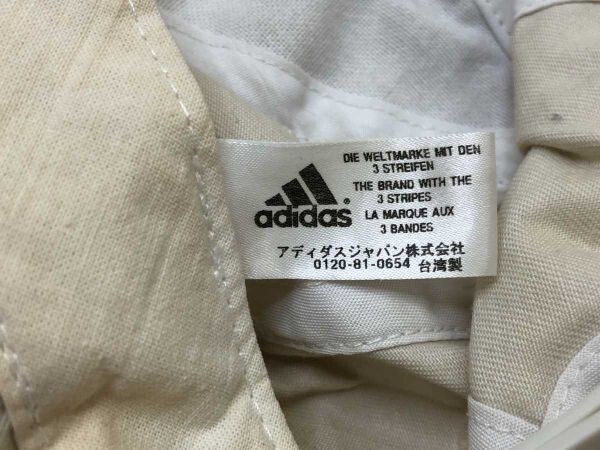 DIE WELTMARKE MIT DEN
3 STREIFEN
THE BRAND WITH THE
3 STRIPES
LA MARQUE AUX
3 BANDES
adidas®
アディダスジャパン株式会社
0120-81-0654 台湾製